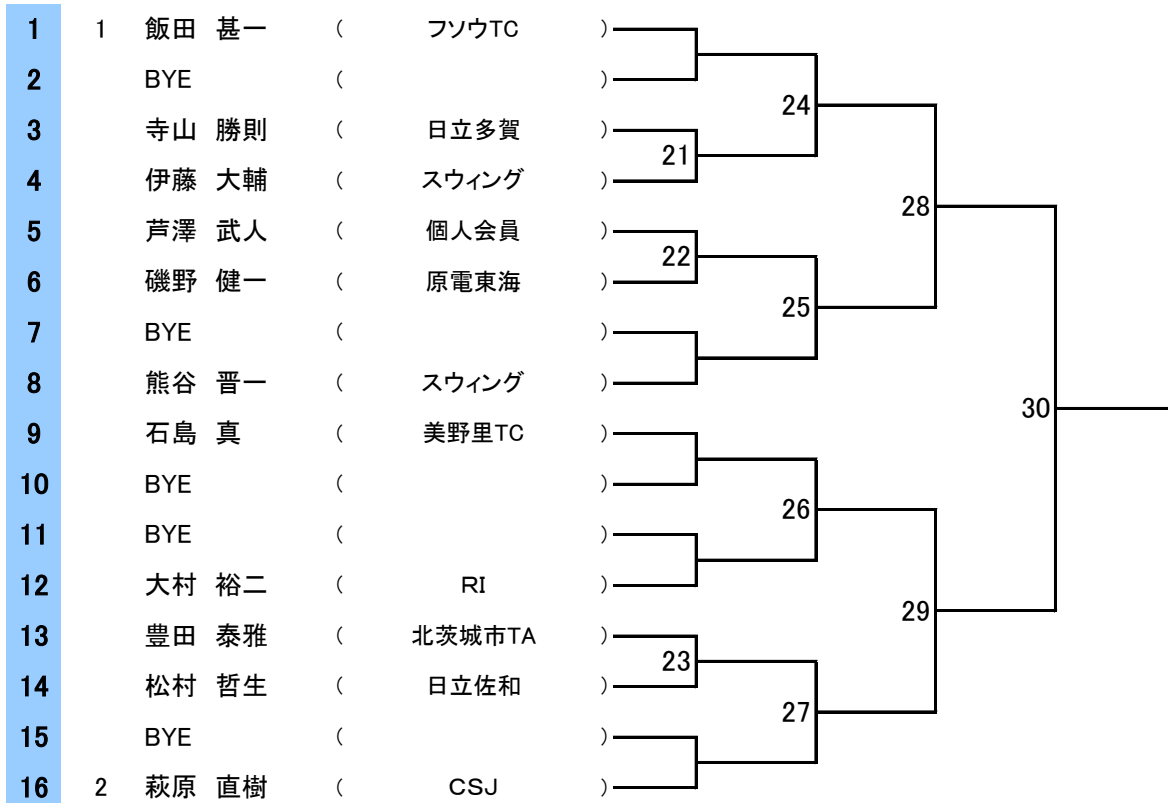 1 1 飯田 甚一 ( フソウTC )
2 BYE ( )
24
3 寺山 勝則 ( 日立多賀 )
21
4 伊藤 大輔 ( スウィング )
28
5 芦澤 武人 ( 個人会員 )
22
6 磯野 健一 ( 原電東海 )
25
7 BYE ( )
8 熊谷 晋一 ( スウィング )
30
9 石島 真 ( 美野里TC )
10 BYE ( )
26
11 BYE ( )
12 大村 裕二 ( RI )
29
13 豊田 泰雅 ( 北茨城市TA )
23
14 松村 哲生 ( 日立佐和 )
27
15 BYE ( )
16 2 萩原 直樹 ( CSJ )